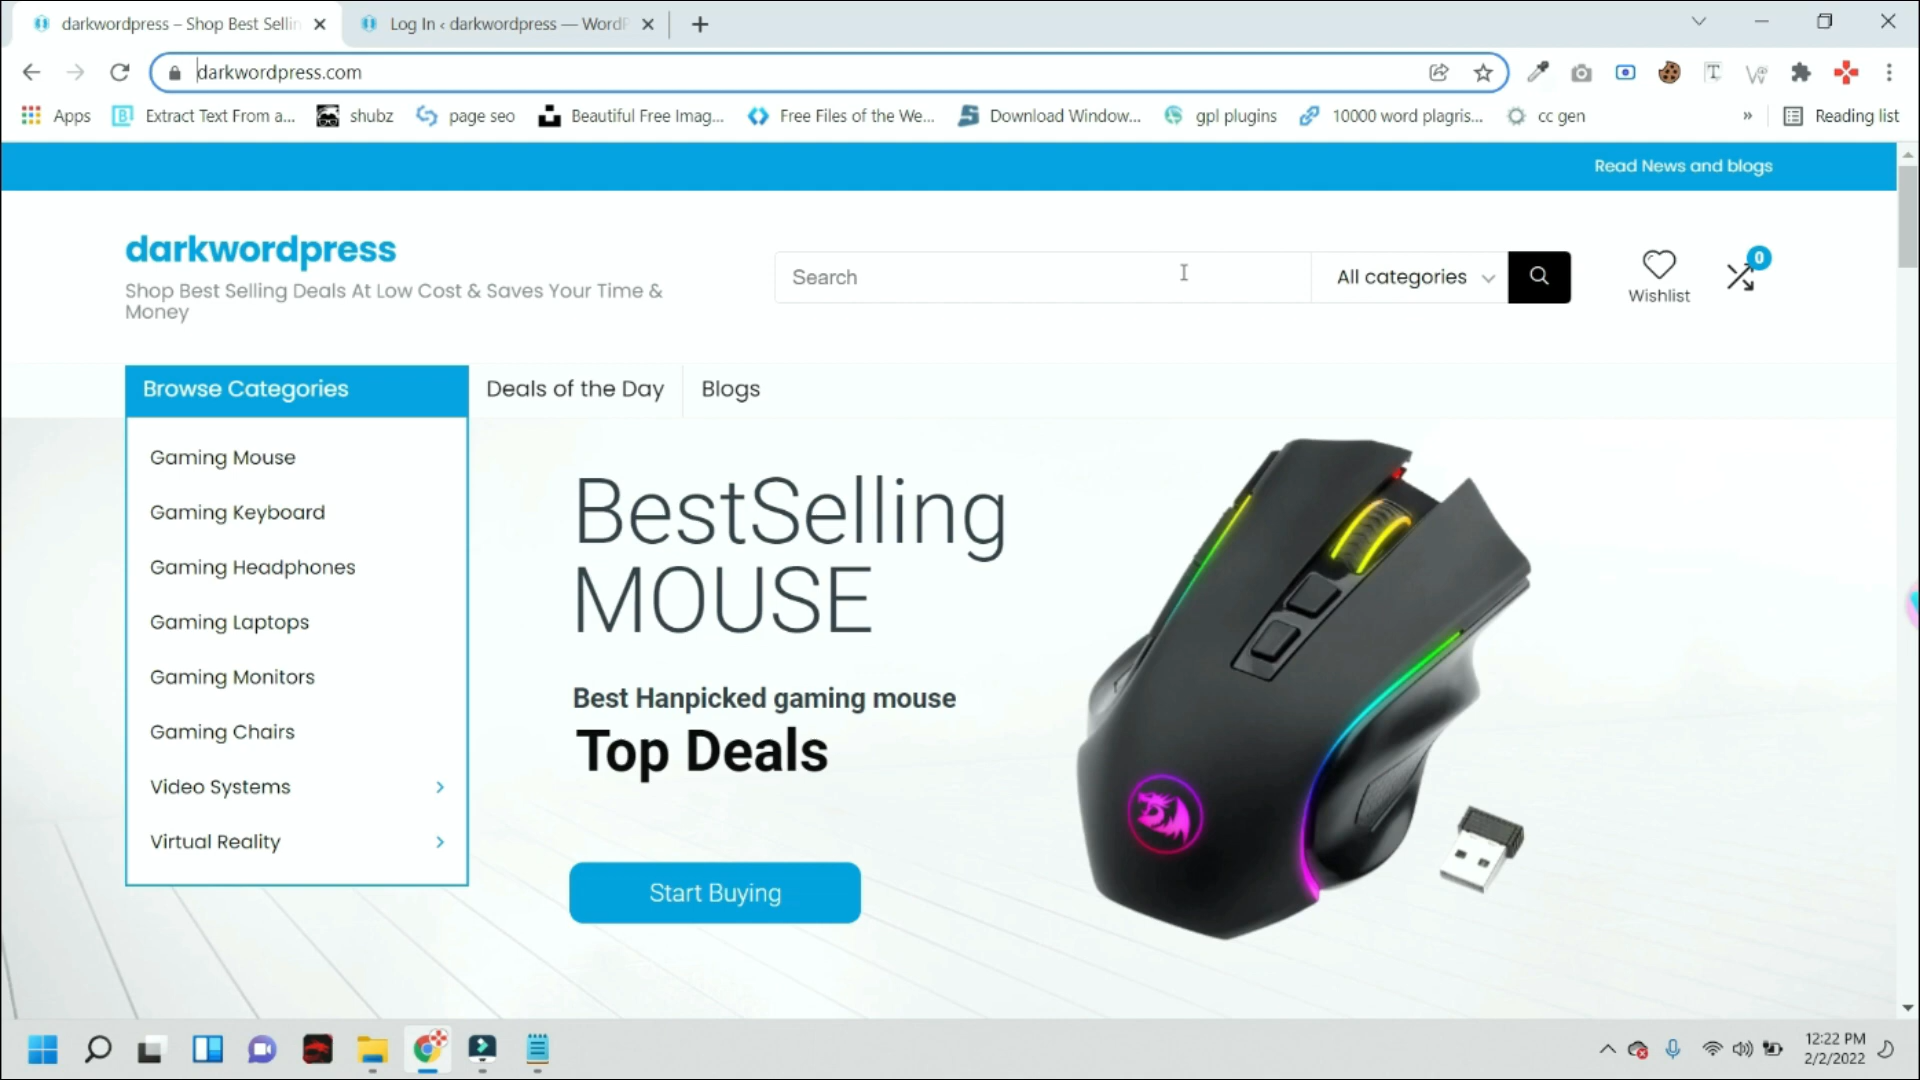 darkwordpress – Shop Best Sellin
Log In ‹ darkwordpress — WordP
darkwordpress.com
Apps
Extract Text From a...
shubz
page seo
Beautiful Free Imag...
Free Files of the We...
Download Window...
gpl plugins
10000 word plagris...
cc gen
»
Reading list
Read News and blogs
darkwordpress
Shop Best Selling Deals At Low Cost & Saves Your Time &
Money
Search
All categories
Wishlist
0
Browse Categories
Deals of the Day
Blogs
Gaming Mouse
Gaming Keyboard
Gaming Headphones
Gaming Laptops
Gaming Monitors
Gaming Chairs
Video Systems
Virtual Reality
BestSelling
MOUSE
Best Hanpicked gaming mouse
Top Deals
Start Buying
12:22 PM
2/2/2022